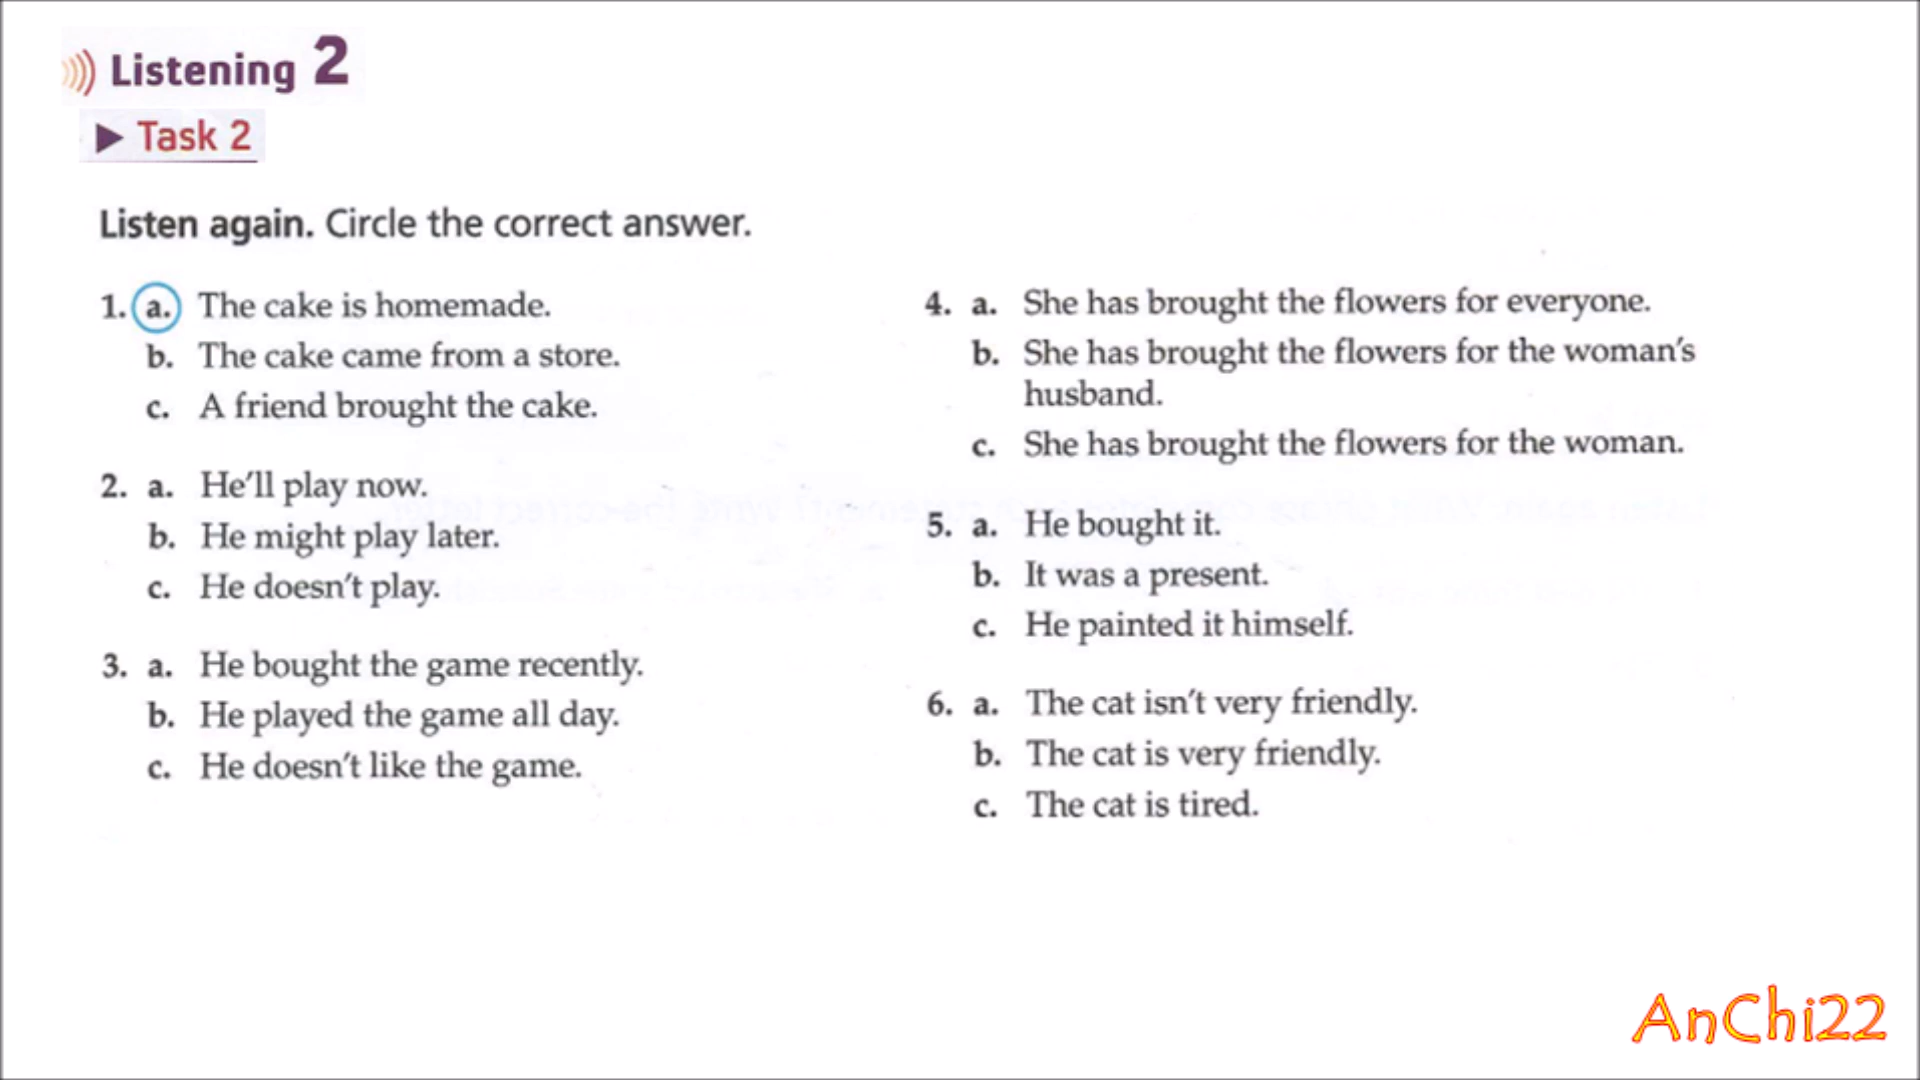 Listening 2
Task 2
Listen again. Circle the correct answer.
1. a. The cake is homemade.
b. The cake came from a store.
c. A friend brought the cake.
2. a. He'll play now.
b. He might play later.
c. He doesn't play.
3. a. He bought the game recently.
b. He played the game all day.
c. He doesn't like the game.
4. a. She has brought the flowers for everyone.
b. She has brought the flowers for the woman's
husband.
c. She has brought the flowers for the woman.
5. a. He bought it.
b. It was a present.
c. He painted it himself.
6. a. The cat isn't very friendly.
b. The cat is very friendly.
c. The cat is tired.
AnChi22